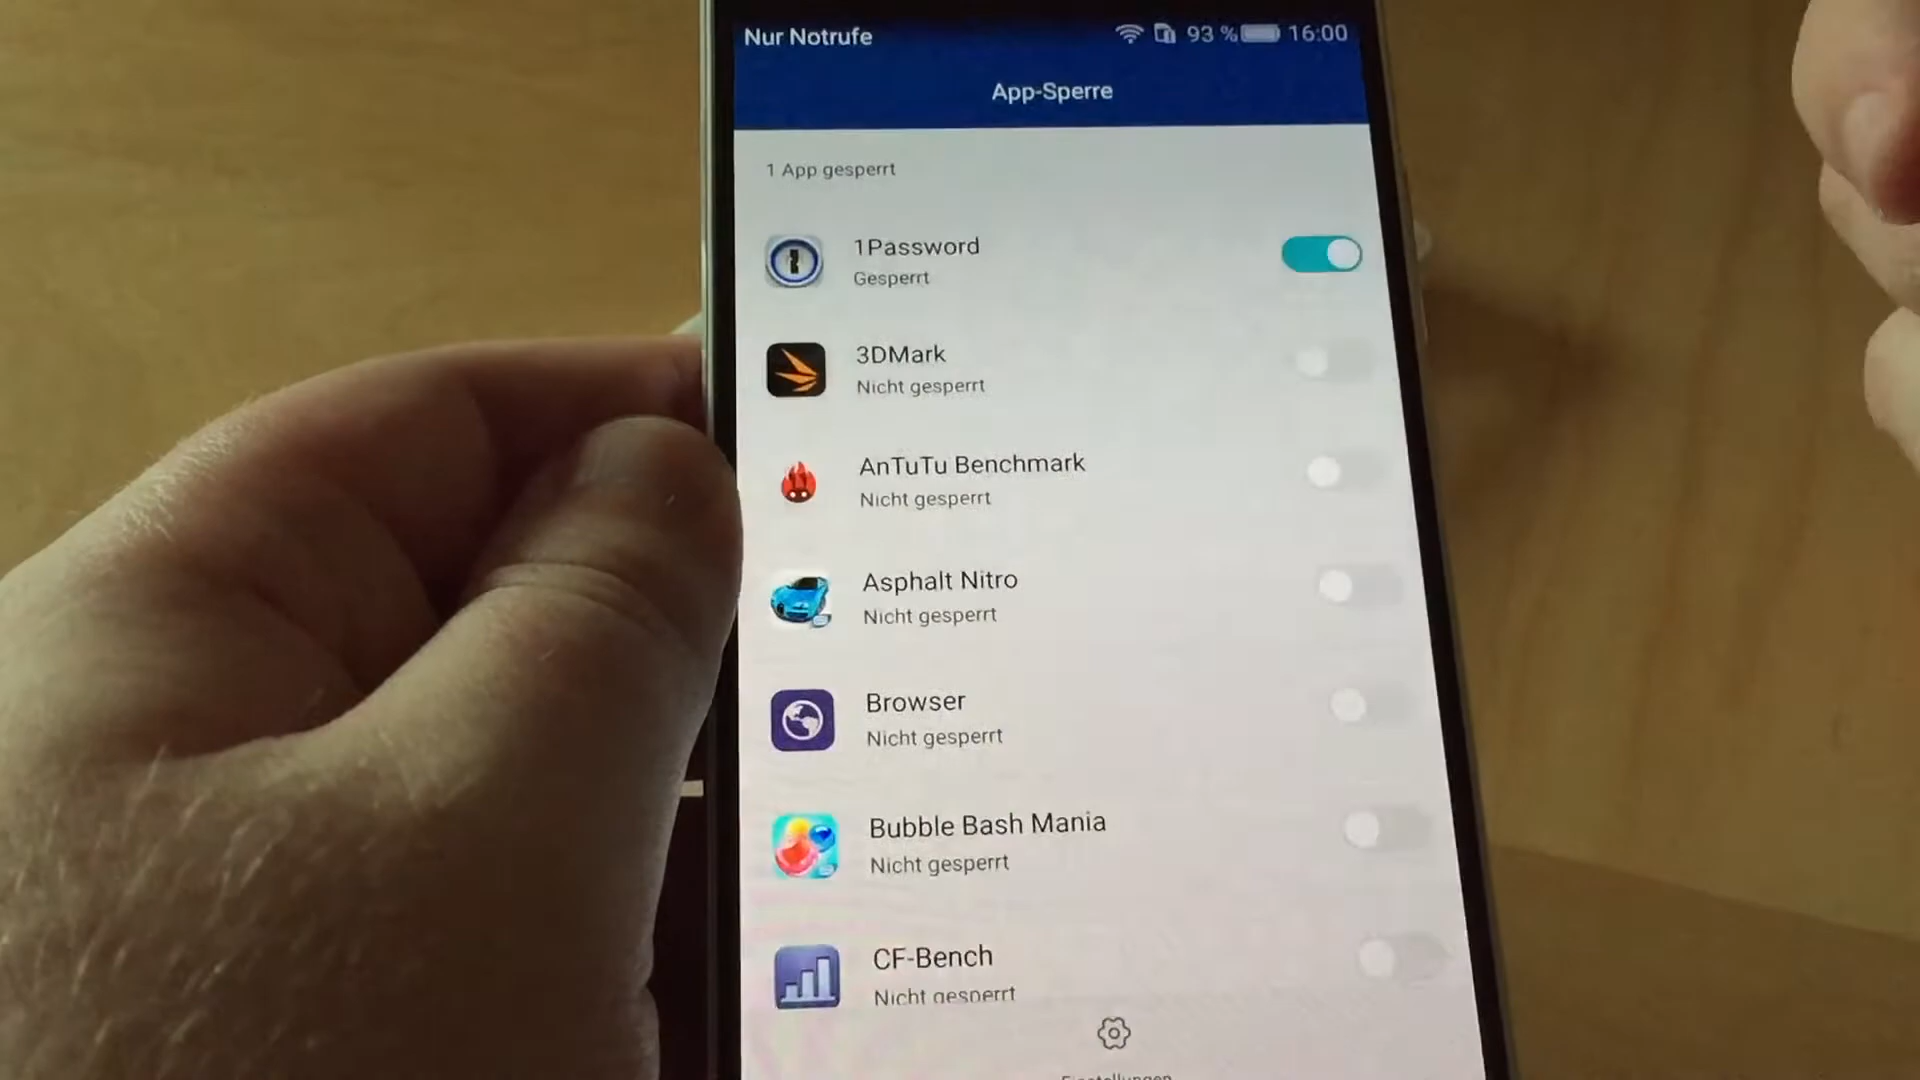 Nur Notrufe 93 % 16:00
App-Sperre
1 App gesperrt
1Password
Gesperrt
3DMark
Nicht gesperrt
AnTuTu Benchmark
Nicht gesperrt
Asphalt Nitro
Nicht gesperrt
Browser
Nicht gesperrt
Bubble Bash Mania
Nicht gesperrt
CF-Bench
Nicht gesperrt
Einstellungen